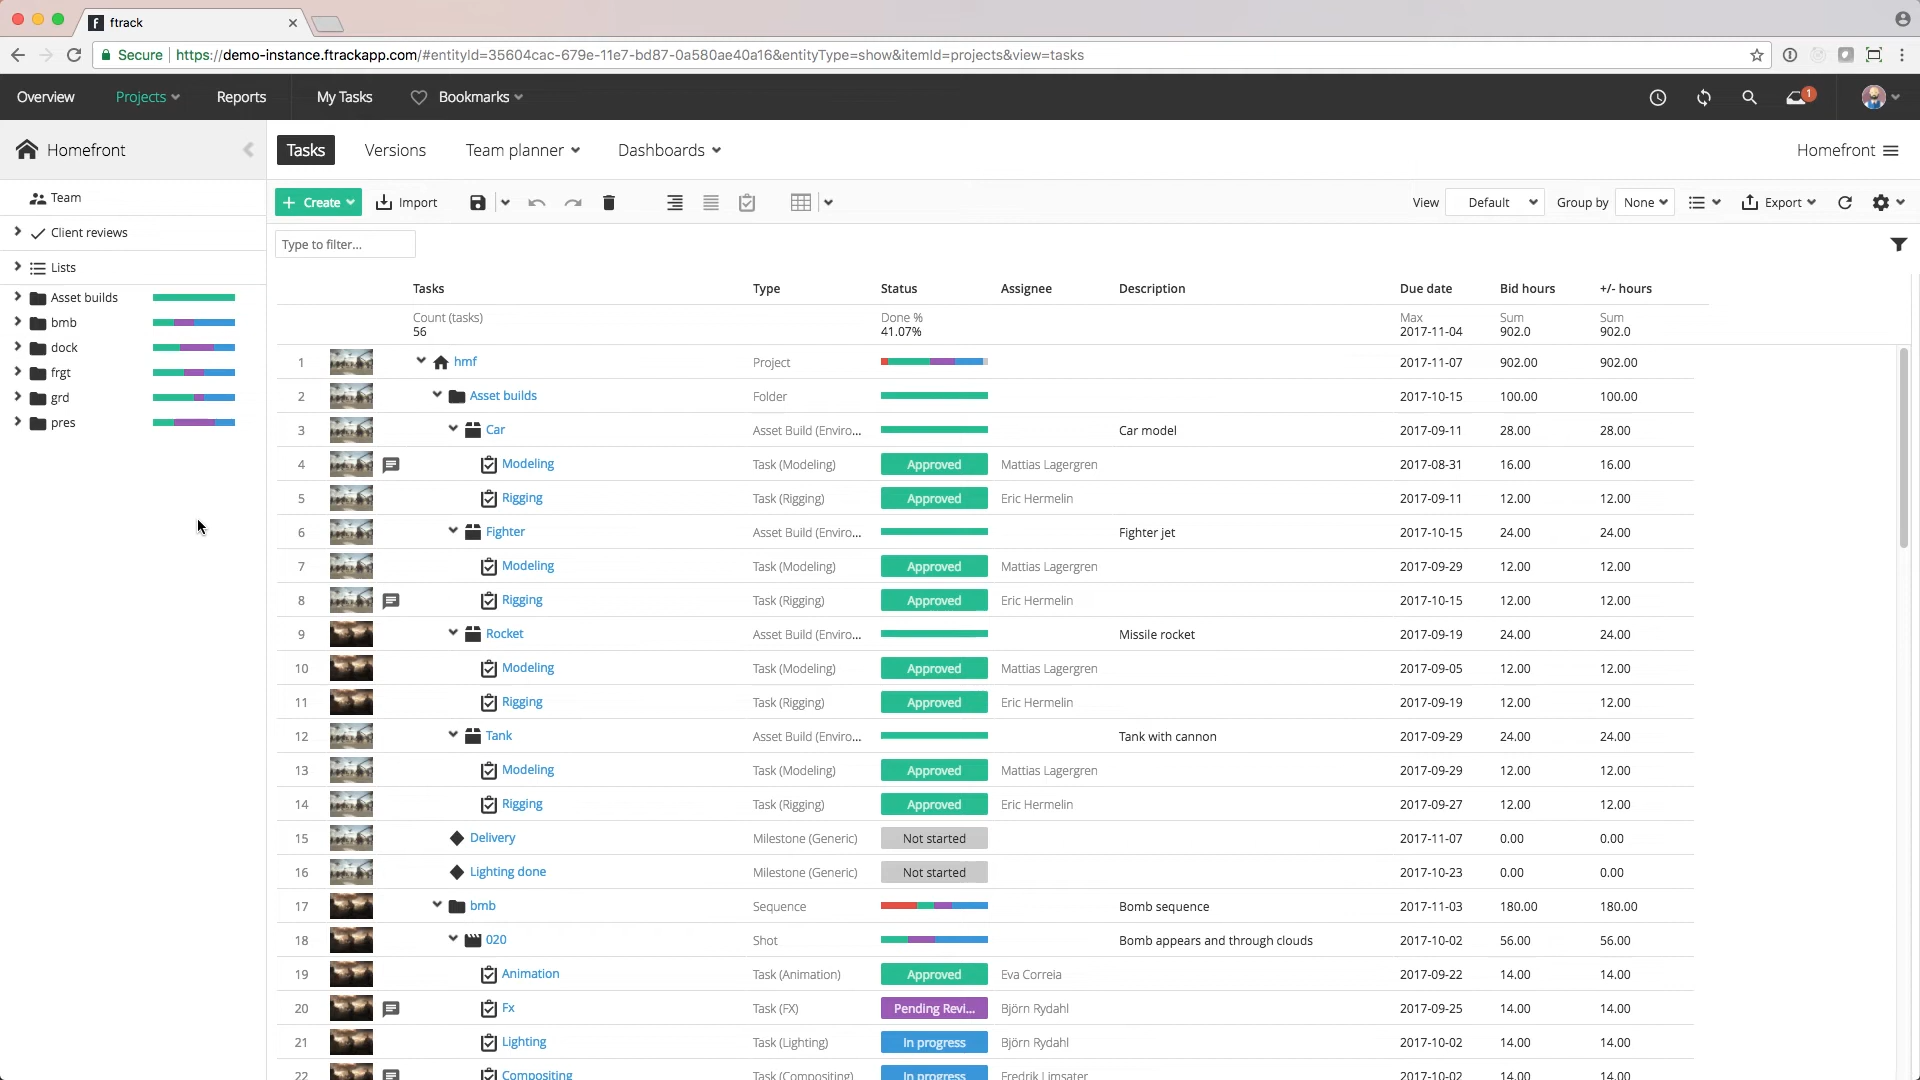 ftrack
Secure https://demo-instance.ftrackapp.com/#entityId=35604cac-679e-11e7-bd87-0a580ae40a16&entityType=show&itemId=projects&view=tasks
Overview Projects Reports My Tasks Bookmarks 1
Homefront Tasks Versions Team planner Dashboards Homefront
Team
Create Import View Default Group by None Export
Client reviews
Type to filter...
Lists
Asset builds
bmb
dock
frgt
grd
pres
Tasks Type Status Assignee Description Due date Bid hours +/- hours
Count (tasks) Done % Max Sum Sum
56 41.07% 2017-11-04 902.0 902.0
1 hmf Project 2017-11-07 902.00 902.00
2 Asset builds Folder 2017-10-15 100.00 100.00
3 Car Asset Build (Enviro... Car model 2017-09-11 28.00 28.00
4 Modeling Task (Modeling) Approved Mattias Lagergren 2017-08-31 16.00 16.00
5 Rigging Task (Rigging) Approved Eric Hermelin 2017-09-11 12.00 12.00
6 Fighter Asset Build (Enviro... Fighter jet 2017-10-15 24.00 24.00
7 Modeling Task (Modeling) Approved Mattias Lagergren 2017-09-29 12.00 12.00
8 Rigging Task (Rigging) Approved Eric Hermelin 2017-10-15 12.00 12.00
9 Rocket Asset Build (Enviro... Missile rocket 2017-09-19 24.00 24.00
10 Modeling Task (Modeling) Approved Mattias Lagergren 2017-09-05 12.00 12.00
11 Rigging Task (Rigging) Approved Eric Hermelin 2017-09-19 12.00 12.00
12 Tank Asset Build (Enviro... Tank with cannon 2017-09-29 24.00 24.00
13 Modeling Task (Modeling) Approved Mattias Lagergren 2017-09-29 12.00 12.00
14 Rigging Task (Rigging) Approved Eric Hermelin 2017-09-27 12.00 12.00
15 Delivery Milestone (Generic) Not started 2017-11-07 0.00 0.00
16 Lighting done Milestone (Generic) Not started 2017-10-23 0.00 0.00
17 bmb Sequence Bomb sequence 2017-11-03 180.00 180.00
18 020 Shot Bomb appears and through clouds 2017-10-02 56.00 56.00
19 Animation Task (Animation) Approved Eva Correia 2017-09-22 14.00 14.00
20 Fx Task (FX) Pending Revi... Björn Rydahl 2017-09-25 14.00 14.00
21 Lighting Task (Lighting) In progress Björn Rydahl 2017-10-02 14.00 14.00
22 Compositing Task (Compositing) In progress Fredrik Limsater 2017-10-02 14.00 14.00